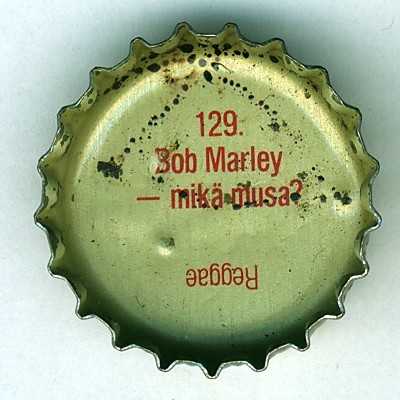 129.
Bob Marley
— mikä musa?
Reggae